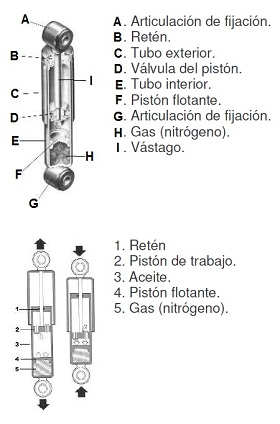 A
B
C
D
E
F
G
H
I
A. Articulación de fijación.
B. Retén.
C. Tubo exterior.
D. Válvula del pistón.
E. Tubo interior.
F. Pistón flotante.
G. Articulación de fijación.
H. Gas (nitrógeno).
I. Vástago.
1
2
3
4
5
1. Retén
2. Pistón de trabajo.
3. Aceite.
4. Pistón flotante.
5. Gas (nitrógeno).